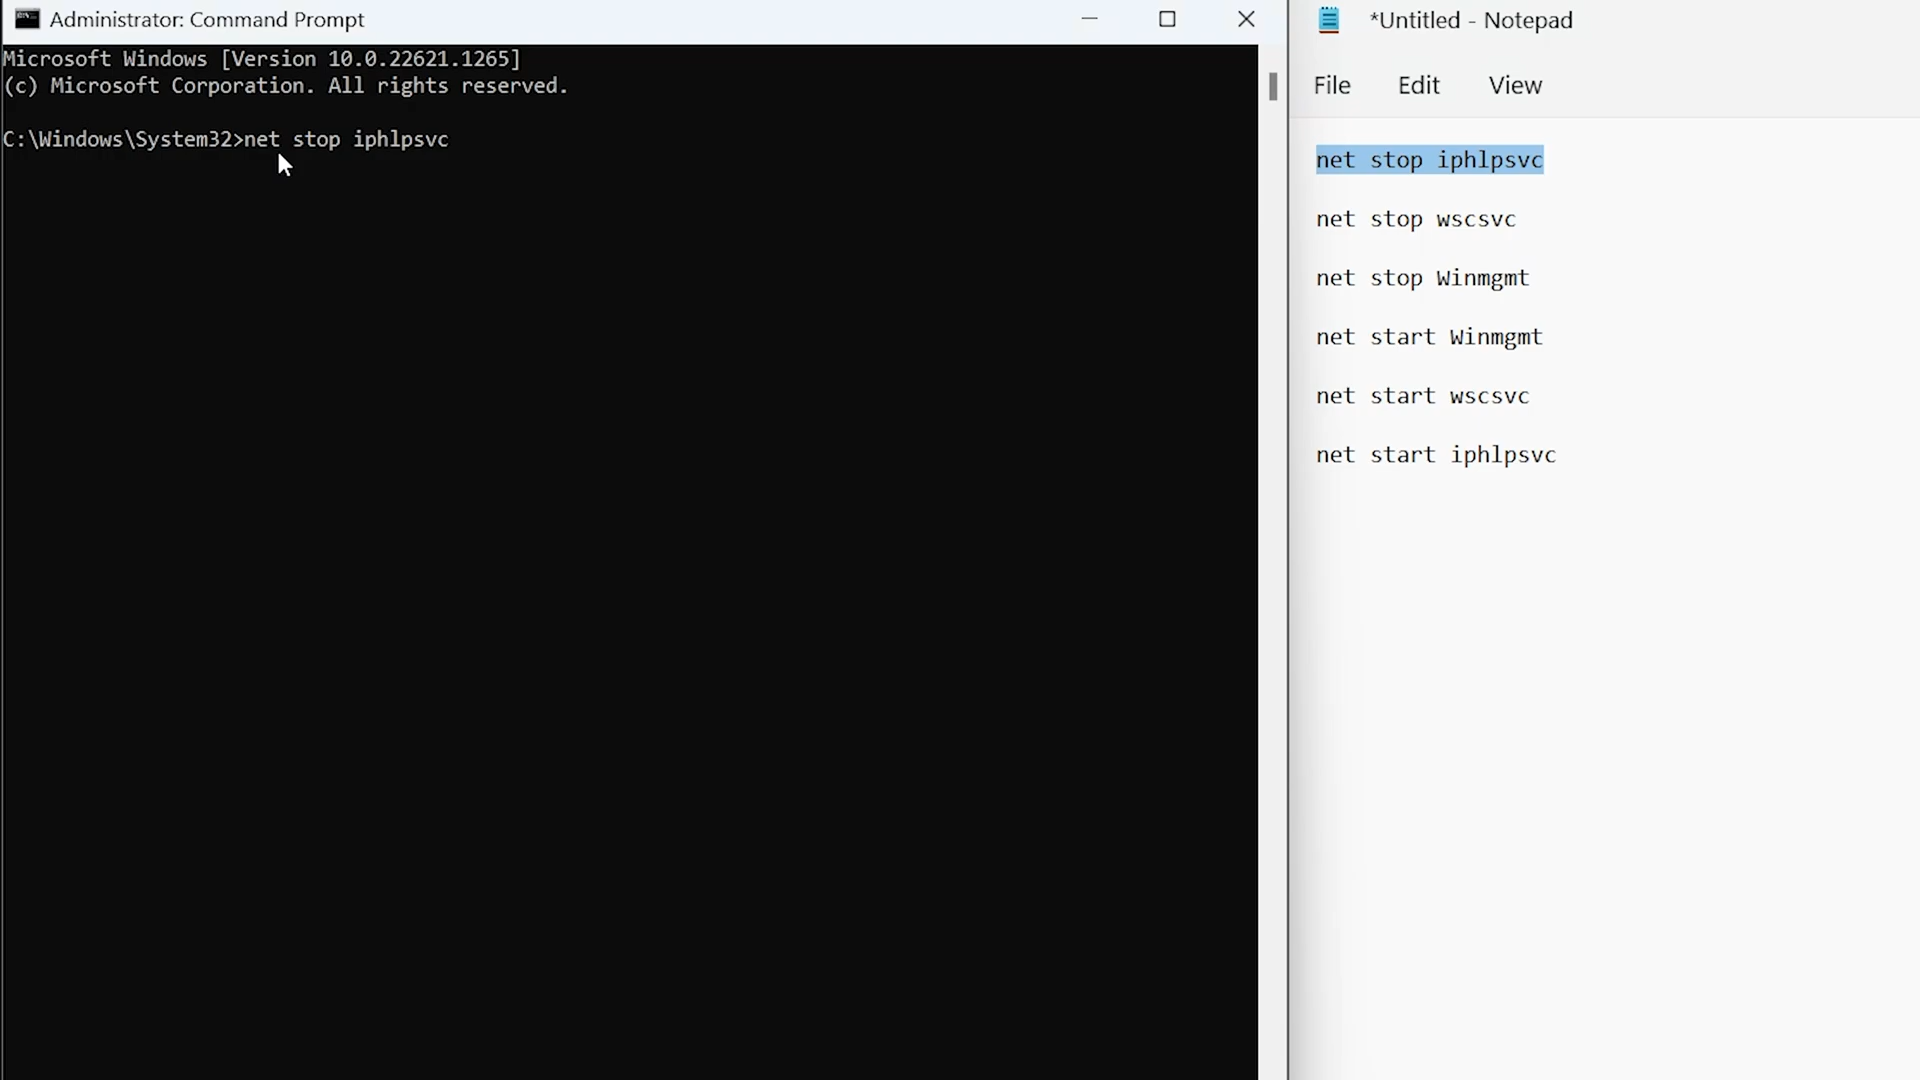 Administrator: Command Prompt
Microsoft Windows [Version 10.0.22621.1265]
(c) Microsoft Corporation. All rights reserved.
C:\Windows\System32>net stop iphlpsvc
*Untitled - Notepad
File Edit View
net stop iphlpsvc
net stop wscsvc
net stop Winmgmt
net start Winmgmt
net start wscsvc
net start iphlpsvc